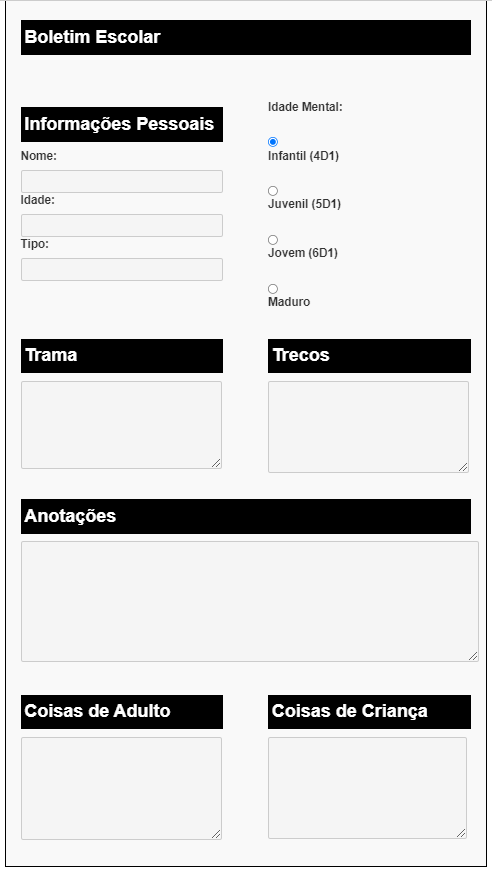 Boletim Escolar
Informações Pessoais
Nome:
Idade:
Tipo:
Idade Mental:
Infantil (4D1)
Juvenil (5D1)
Jovem (6D1)
Maduro
Trama
Trecos
Anotações
Coisas de Adulto
Coisas de Criança